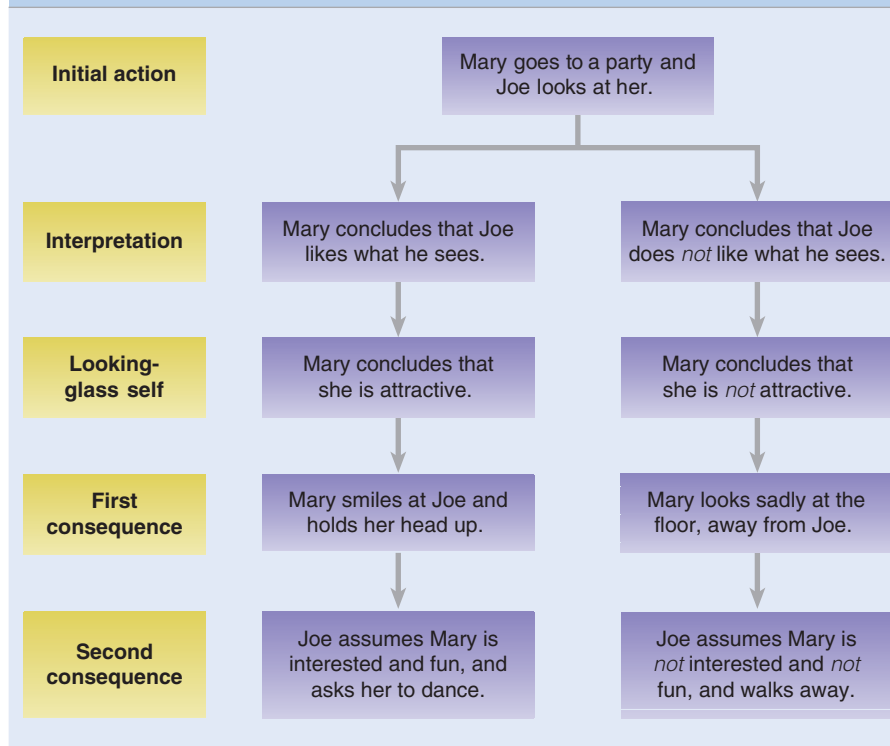 Initial action
Mary goes to a party and
Joe looks at her.
Interpretation
Mary concludes that Joe
likes what he sees.
Mary concludes that Joe
does not like what he sees.
Looking-
glass self
Mary concludes that
she is attractive.
Mary concludes that
she is not attractive.
First
consequence
Mary smiles at Joe and
holds her head up.
Mary looks sadly at the
floor, away from Joe.
Second
consequence
Joe assumes Mary is
interested and fun, and
asks her to dance.
Joe assumes Mary is
not interested and not
fun, and walks away.